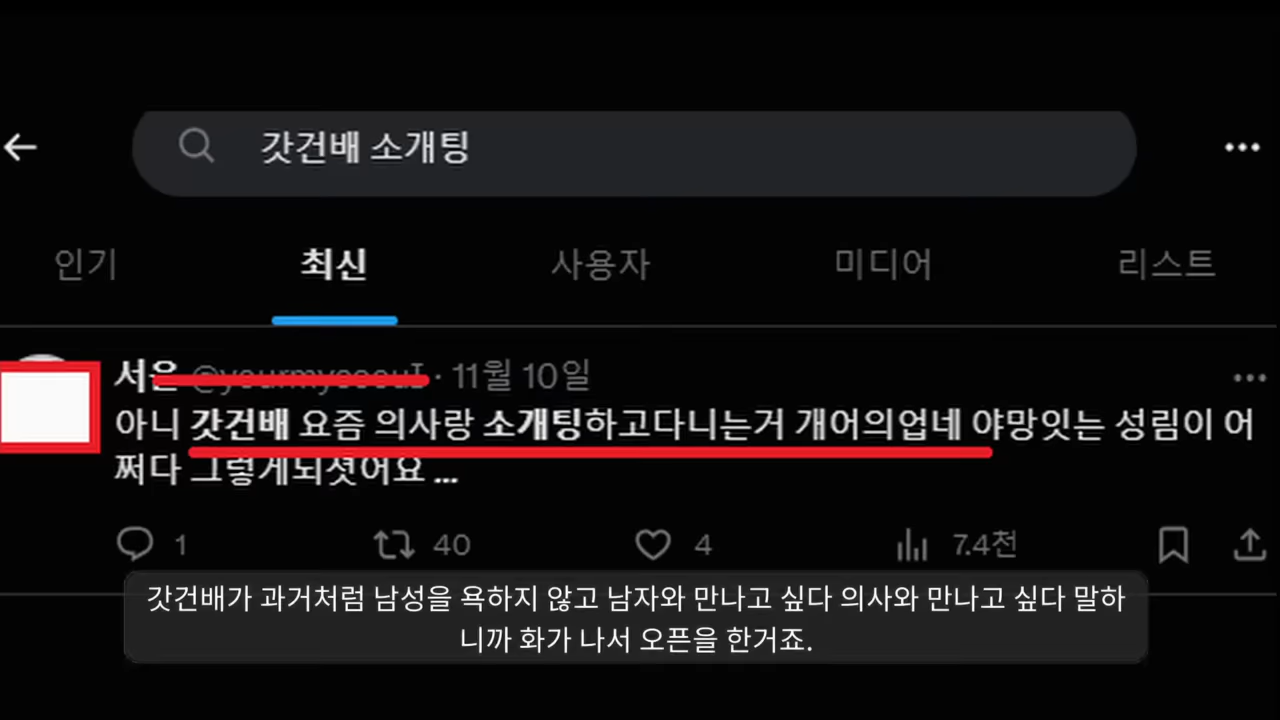 갓건배 소개팅
인기 최신 사용자 미디어 리스트
서은 · 11월 10일
아니 갓건배 요즘 의사랑 소개팅하고다니는거 개어의업네 야망잇는 성림이 어
쩌다 그렇게되셧어요 ...
1 40 4 7.4천
갓건배가 과거처럼 남성을 욕하지 않고 남자와 만나고 싶다 의사와 만나고 싶다 말하
니까 화가 나서 오픈을 한거죠.